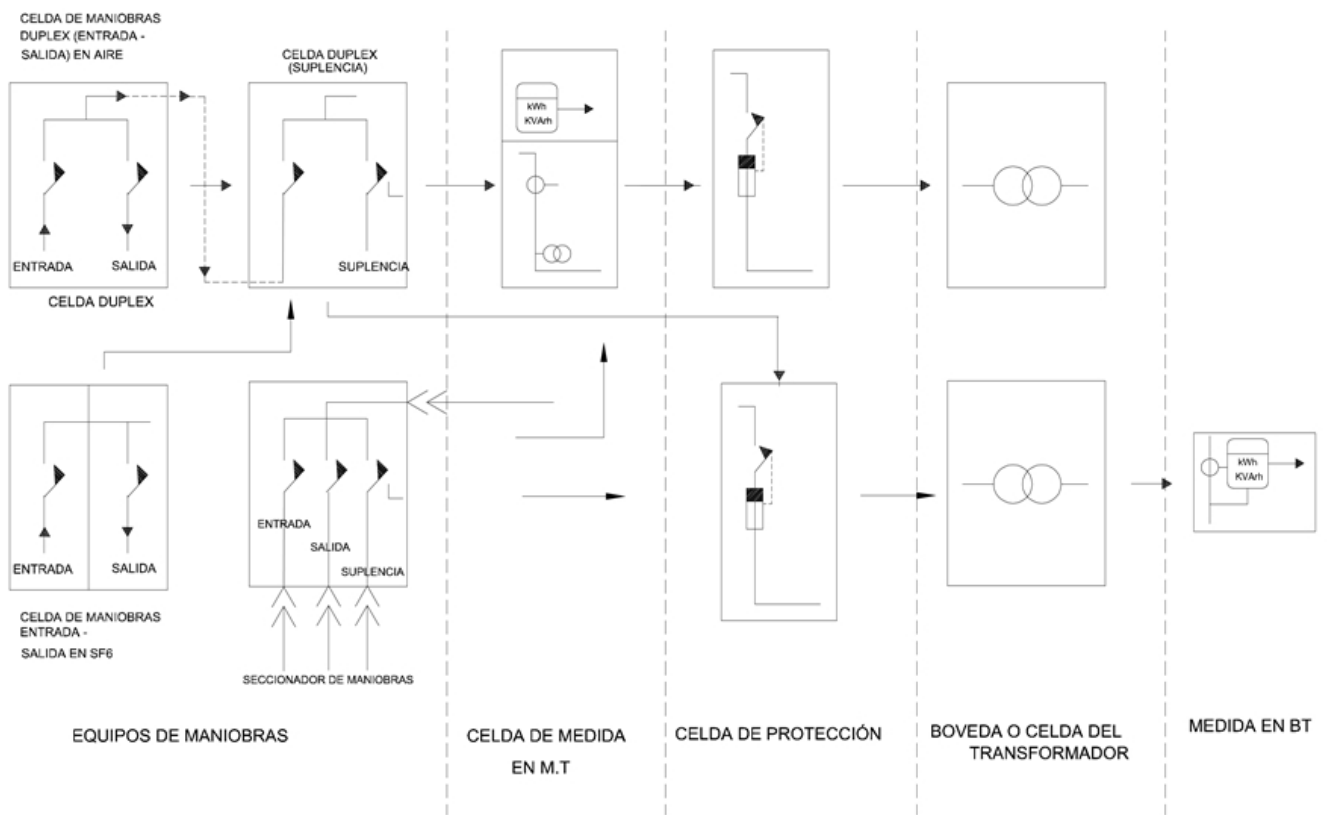 CELDA DE MANIOBRAS
DUPLEX (ENTRADA -
SALIDA) EN AIRE
CELDA DUPLEX
(SUPLENCIA)
kWh
KVArh
ENTRADA
SALIDA
SUPLENCIA
CELDA DUPLEX
ENTRADA
SALIDA
SUPLENCIA
kWh
KVArh
ENTRADA
SALIDA
CELDA DE MANIOBRAS
ENTRADA -
SALIDA EN SF6
SECCIONADOR DE MANIOBRAS
EQUIPOS DE MANIOBRAS
CELDA DE MEDIDA
EN M.T
CELDA DE PROTECCIÓN
BOVEDA O CELDA DEL
TRANSFORMADOR
MEDIDA EN BT